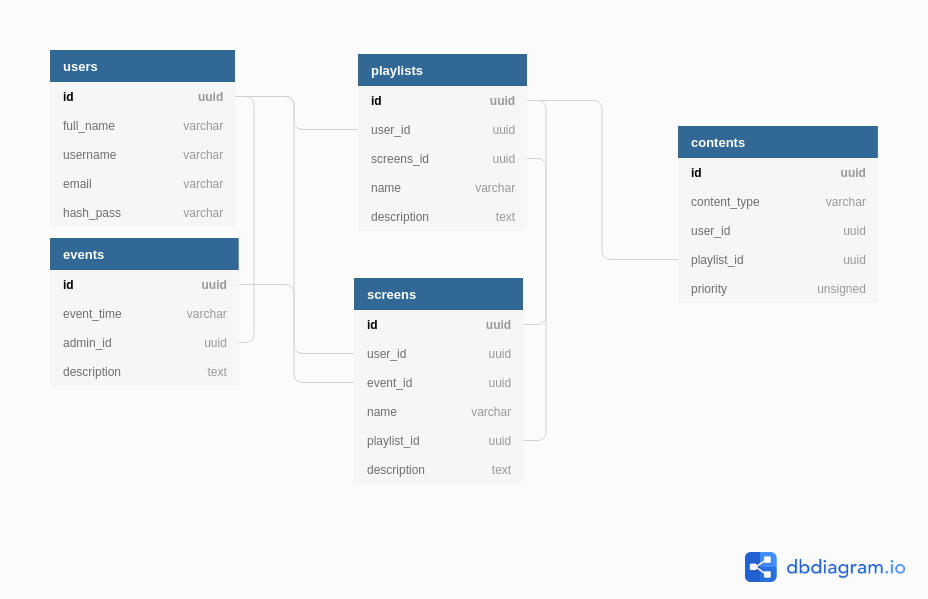 users
id uuid
full_name varchar
username varchar
email varchar
hash_pass varchar
events
id uuid
event_time varchar
admin_id uuid
description text
playlists
id uuid
user_id uuid
screens_id uuid
name varchar
description text
screens
id uuid
user_id uuid
event_id uuid
name varchar
playlist_id uuid
description text
contents
id uuid
content_type varchar
user_id uuid
playlist_id uuid
priority unsigned
dbdiagram.io